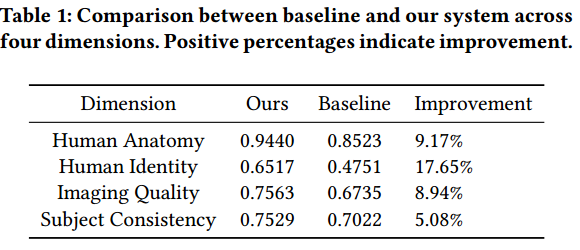 Table 1: Comparison between baseline and our system across
four dimensions. Positive percentages indicate improvement.
Dimension Ours Baseline Improvement
Human Anatomy 0.9440 0.8523 9.17%
Human Identity 0.6517 0.4751 17.65%
Imaging Quality 0.7563 0.6735 8.94%
Subject Consistency 0.7529 0.7022 5.08%